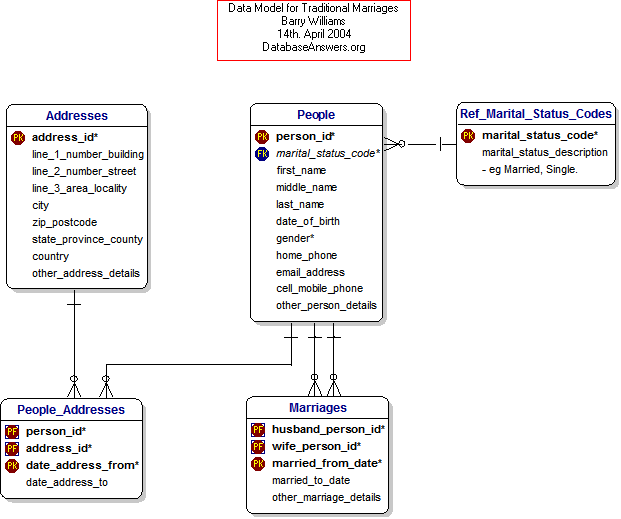 Data Model for Traditional Marriages
Barry Williams
14th. April 2004
DatabaseAnswers.org
Addresses
PK address_id*
line_1_number_building
line_2_number_street
line_3_area_locality
city
zip_postcode
state_province_county
country
other_address_details
People
PK person_id*
FK marital_status_code*
first_name
middle_name
last_name
date_of_birth
gender*
home_phone
email_address
cell_mobile_phone
other_person_details
Ref_Marital_Status_Codes
PK marital_status_code*
marital_status_description
- eg Married, Single.
People_Addresses
PF person_id*
PF address_id*
PK date_address_from*
date_address_to
Marriages
PF husband_person_id*
PF wife_person_id*
PK married_from_date*
married_to_date
other_marriage_details